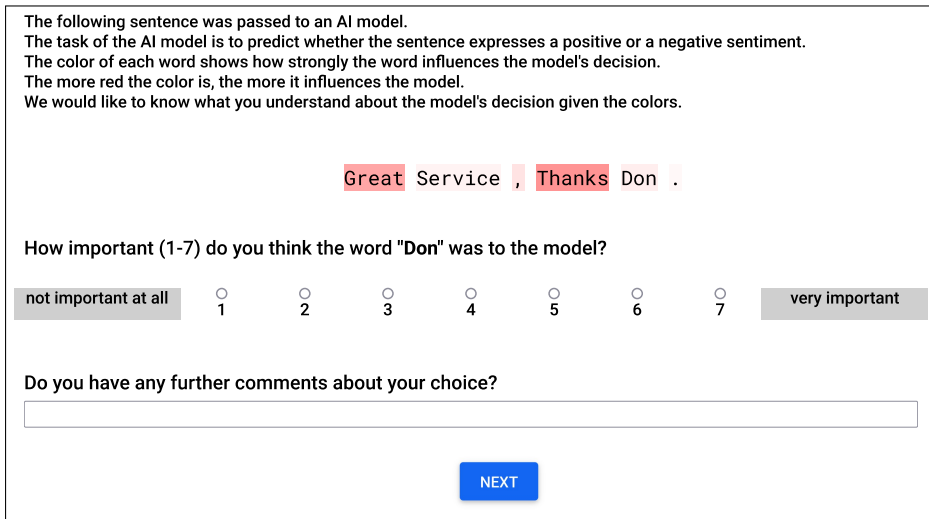 The following sentence was passed to an AI model.
The task of the AI model is to predict whether the sentence expresses a positive or a negative sentiment.
The color of each word shows how strongly the word influences the model's decision.
The more red the color is, the more it influences the model.
We would like to know what you understand about the model's decision given the colors.
Great Service , Thanks Don .
How important (1-7) do you think the word "Don" was to the model?
not important at all 1 2 3 4 5 6 7 very important
Do you have any further comments about your choice?
NEXT